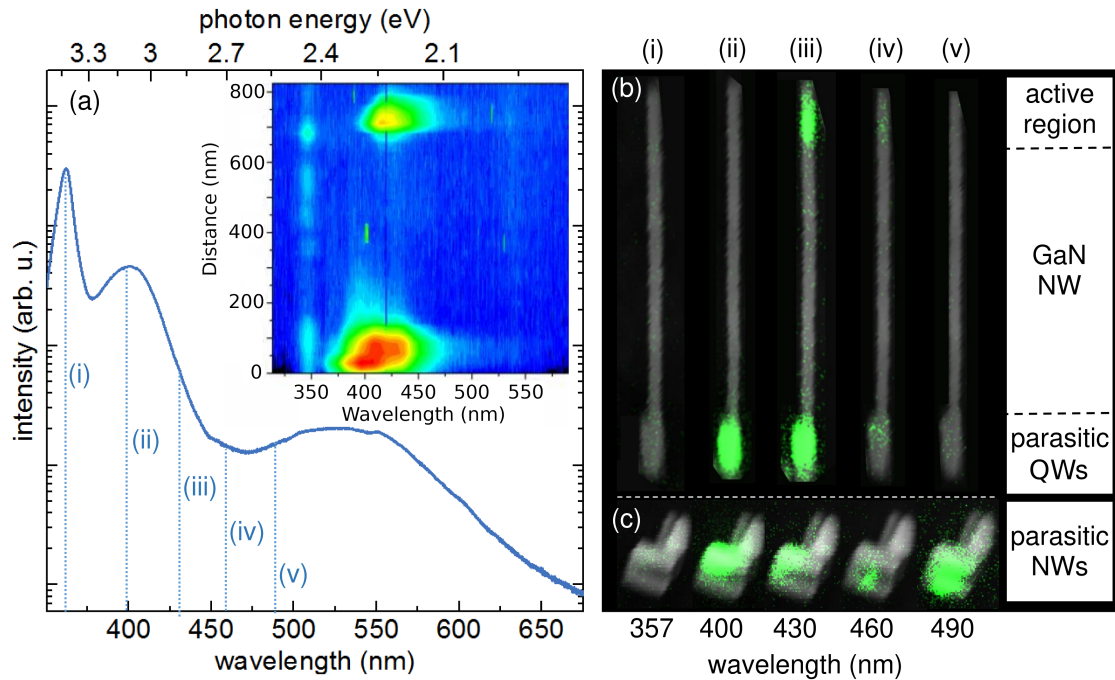 photon energy (eV)
3.3 3 2.7 2.4 2.1
(a)
intensity (arb. u.)
(i)
(ii)
(iii)
(iv)
(v)
400 450 500 550 600 650
wavelength (nm)
800
600
400
200
0
Distance (nm)
350 400 450 500 550
Wavelength (nm)
(i) (ii) (iii) (iv) (v)
(b)
active
region
GaN
NW
parasitic
QWs
(c)
parasitic
NWs
357 400 430 460 490
wavelength (nm)